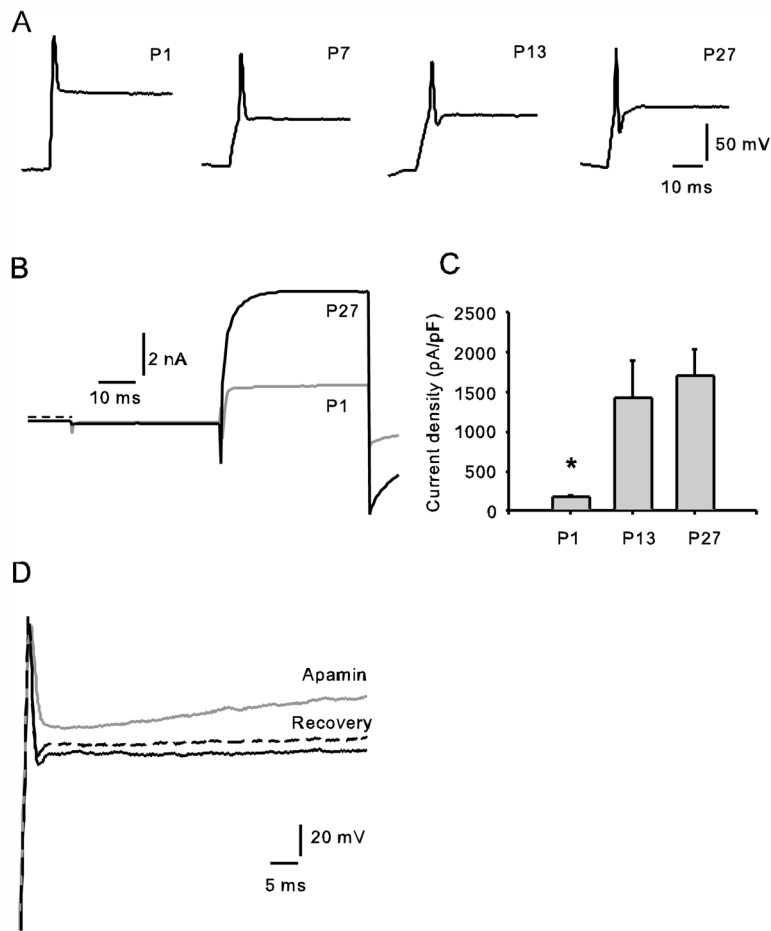 A
P1
P7
P13
P27
50 mV
10 ms
B
P27
2 nA
10 ms
P1
C
Current density (pA/pF)
2500
2000
1500
1000
500
0
*
P1
P13
P27
D
Apamin
Recovery
20 mV
5 ms